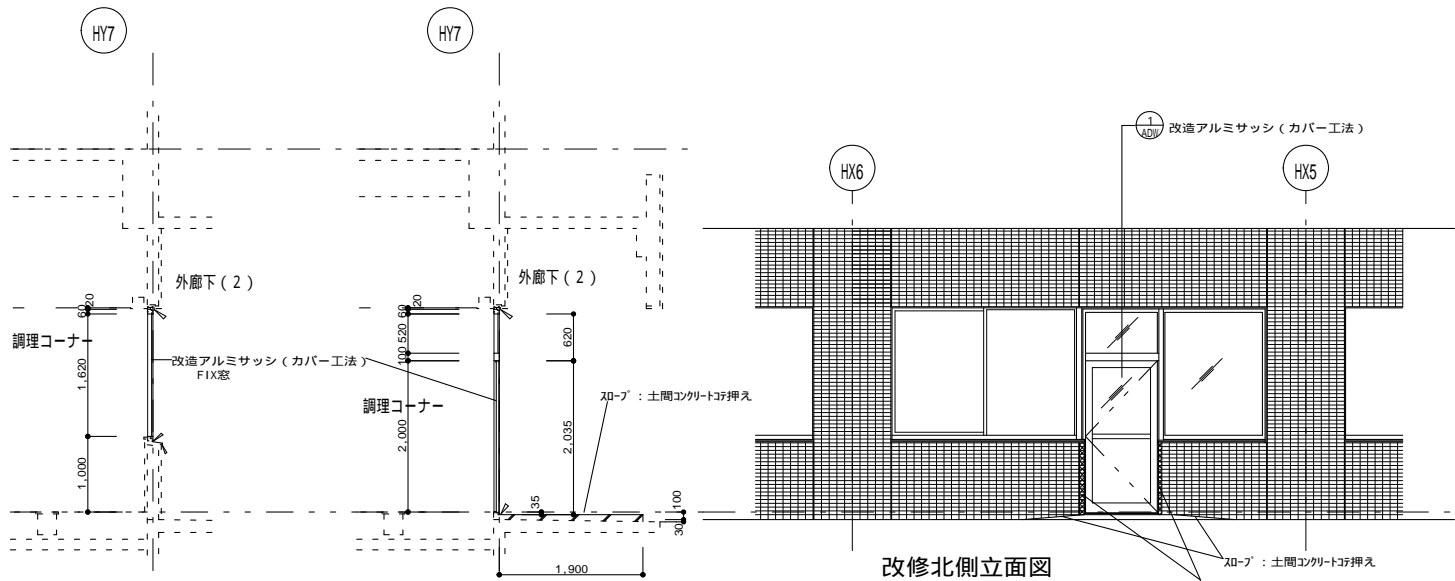 HY7
外廊下（2）
60
20
調理コーナー
1,620
改造アルミサッシ（カバー工法）
FIX窓
1,000
HY7
外廊下（2）
60
20
520
100
620
調理コーナー
2,000
2,035
ｽﾛｰﾌﾟ：土間ｺﾝｸﾘｰﾄｺﾃ押え
35
100
30
1,900
1
ADW
改造アルミサッシ（カバー工法）
HX6
HX5
改修北側立面図
ｽﾛｰﾌﾟ：土間ｺﾝｸﾘｰﾄｺﾃ押え